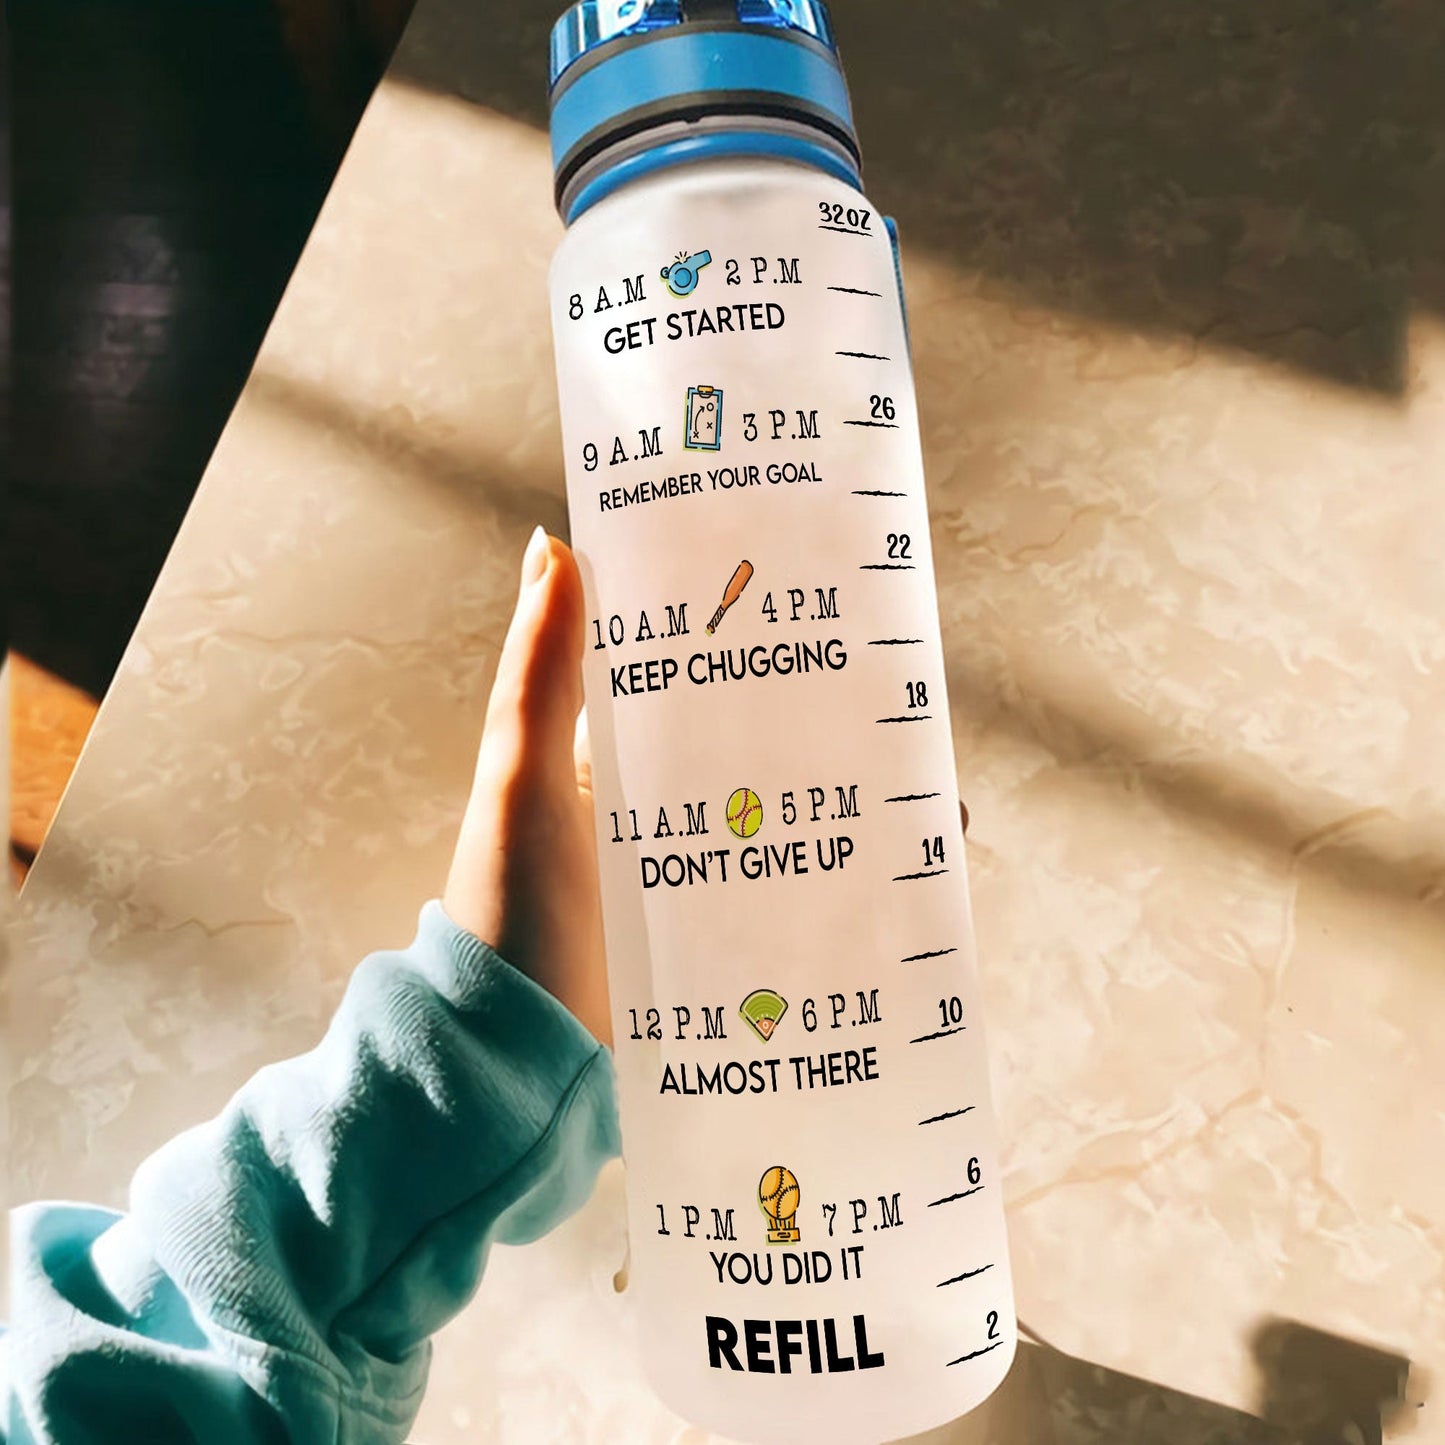 32OZ
8 A.M 2 P.M
GET STARTED
26
9 A.M 3 P.M
REMEMBER YOUR GOAL
22
10 A.M 4 P.M
KEEP CHUGGING
18
11 A.M 5 P.M
DON'T GIVE UP
14
12 P.M 6 P.M
ALMOST THERE
10
1 P.M 7 P.M
YOU DID IT
6
REFILL
2